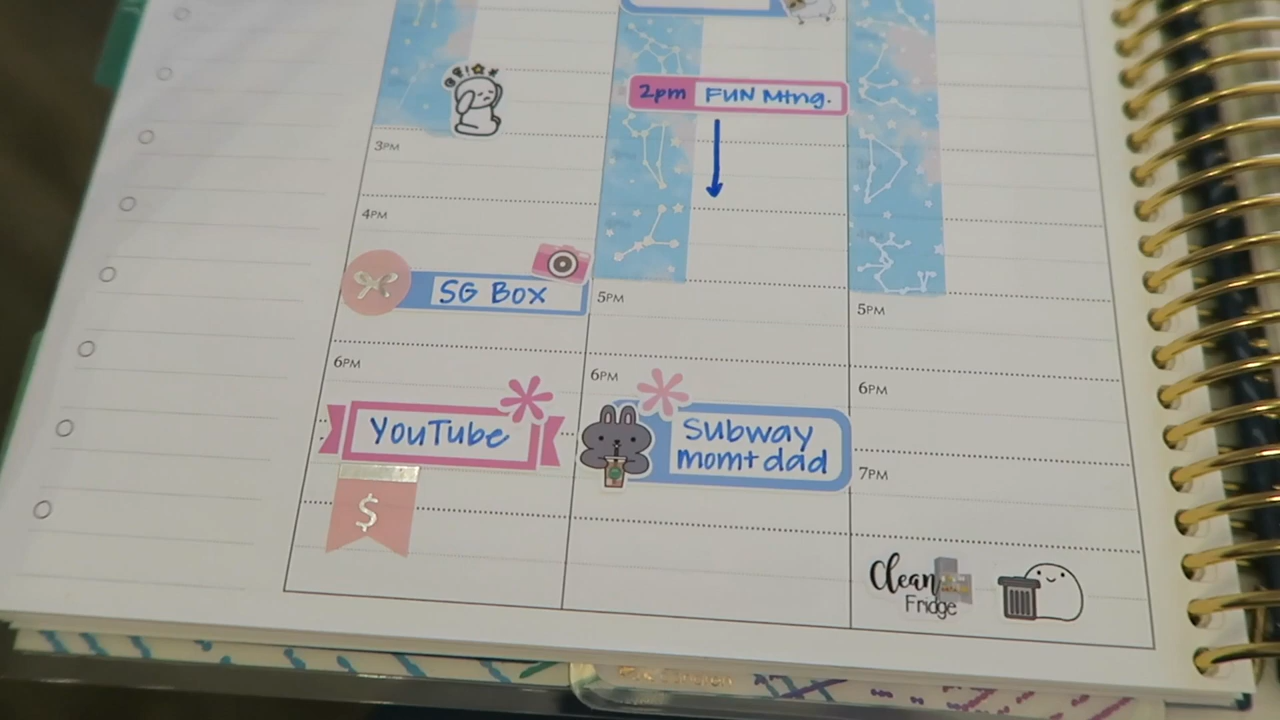 2pm FUN Mtng.
3PM
4PM
SG BOX
5PM
5PM
6PM
6PM
6PM
YouTube
$
Subway
mom+dad
7PM
Clean
Fridge